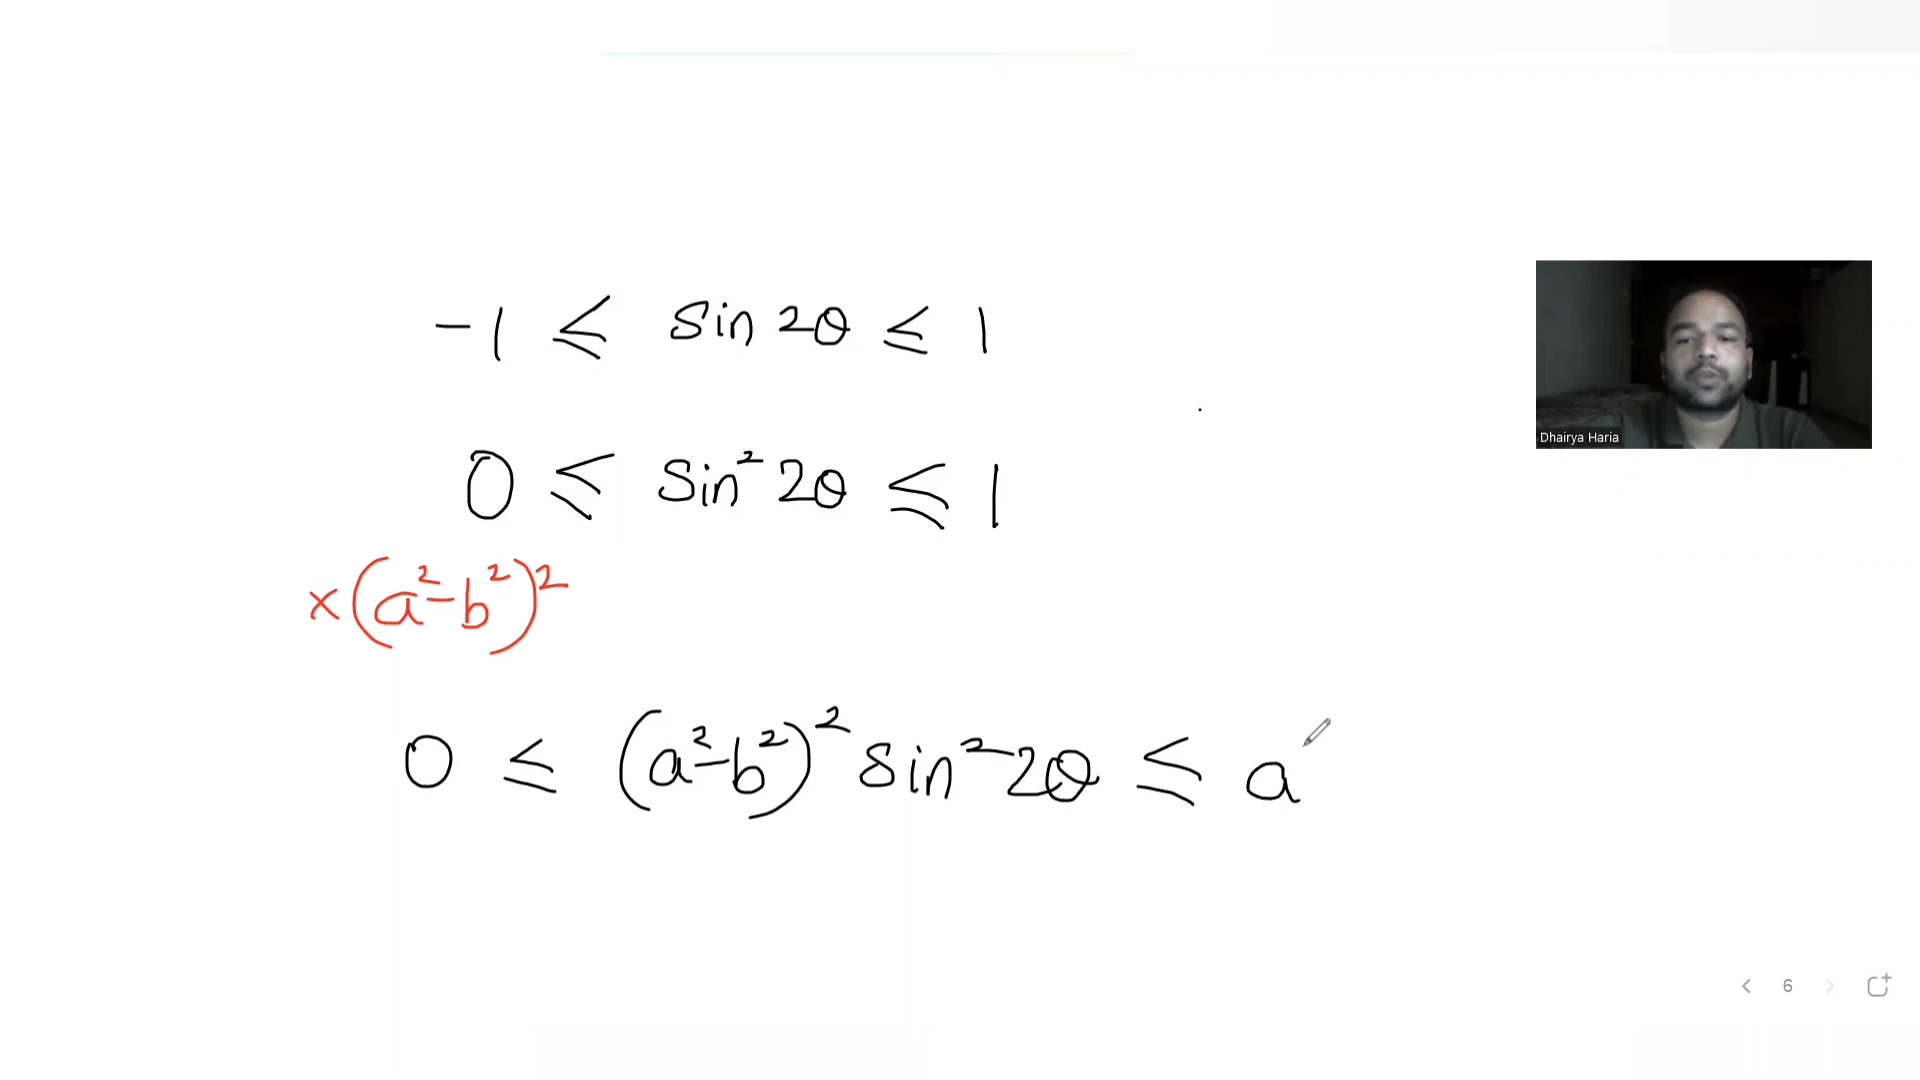 -1 ≤ sin 2θ ≤ 1
0 ≤ sin² 2θ ≤ 1
×(a²-b²)²
0 ≤ (a²-b²)² sin² 2θ ≤ a
Dhairya Haria
6